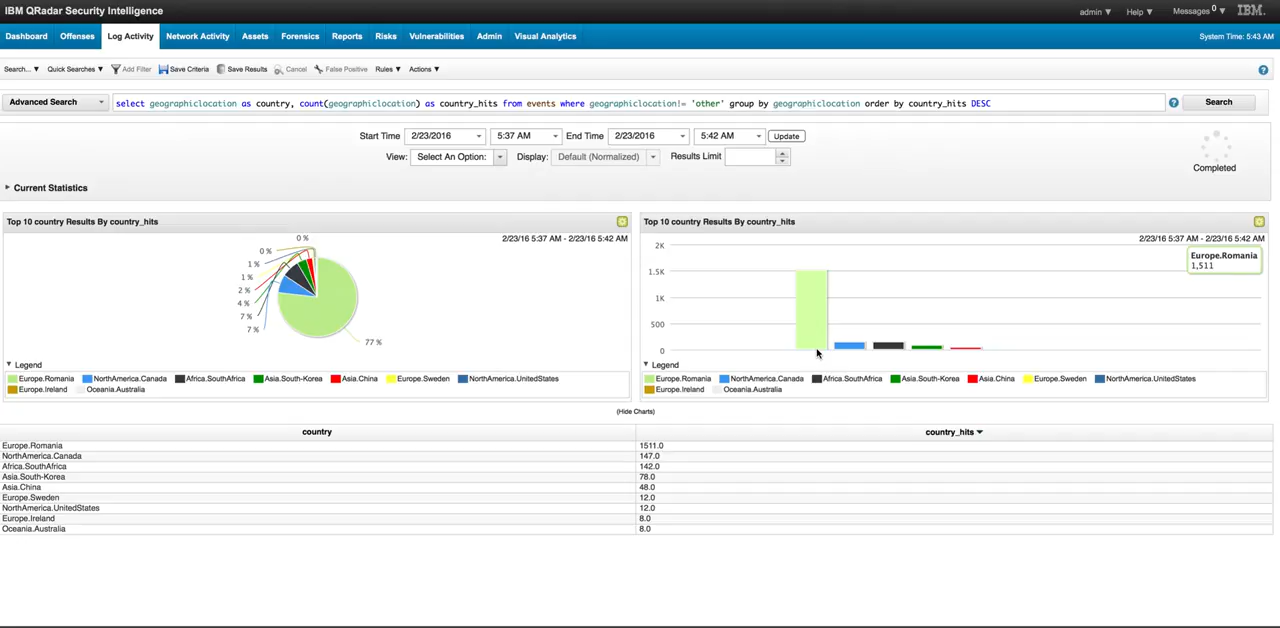 IBM QRadar Security Intelligence
admin ▼ Help ▼ Messages 0 ▼ IBM.
Dashboard Offenses Log Activity Network Activity Assets Forensics Reports Risks Vulnerabilities Admin Visual Analytics System Time: 5:43 AM
Search... ▼ Quick Searches ▼ Add Filter Save Criteria Save Results Cancel False Positive Rules ▼ Actions ▼ ?
Advanced Search select geographiclocation as country, count(geographiclocation) as country_hits from events where geographiclocation!= 'other' group by geographiclocation order by country_hits DESC ? Search
Start Time 2/23/2016 5:37 AM End Time 2/23/2016 5:42 AM Update
View: Select An Option: Display: Default (Normalized) Results Limit
Completed
Current Statistics
Top 10 country Results By country_hits
2/23/16 5:37 AM - 2/23/16 5:42 AM
0 %
0 %
1 %
1 %
2 %
4 %
7 %
7 %
77 %
Legend
Europe.Romania NorthAmerica.Canada Africa.SouthAfrica Asia.South-Korea Asia.China Europe.Sweden NorthAmerica.UnitedStates
Europe.Ireland Oceania.Australia
Top 10 country Results By country_hits
2/23/16 5:37 AM - 2/23/16 5:42 AM
2K
1.5K
1K
500
0
Europe.Romania
1,511
Legend
Europe.Romania NorthAmerica.Canada Africa.SouthAfrica Asia.South-Korea Asia.China Europe.Sweden NorthAmerica.UnitedStates
Europe.Ireland Oceania.Australia
(Hide Charts)
country country_hits ▼
Europe.Romania 1511.0
NorthAmerica.Canada 147.0
Africa.SouthAfrica 142.0
Asia.South-Korea 78.0
Asia.China 48.0
Europe.Sweden 12.0
NorthAmerica.UnitedStates 12.0
Europe.Ireland 8.0
Oceania.Australia 8.0